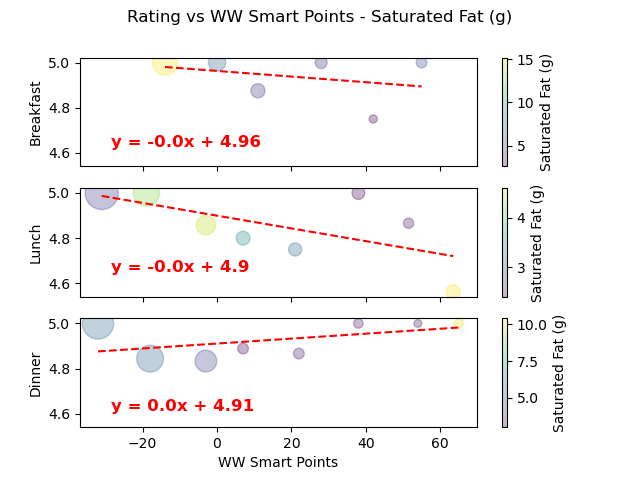 Rating vs WW Smart Points - Saturated Fat (g)
5.0
4.8
4.6
Breakfast
y = -0.0x + 4.96
15
10
5
Saturated Fat (g)
5.0
4.8
4.6
Lunch
y = -0.0x + 4.9
4
3
Saturated Fat (g)
5.0
4.8
4.6
Dinner
y = 0.0x + 4.91
10.0
7.5
5.0
Saturated Fat (g)
−20 0 20 40 60
WW Smart Points